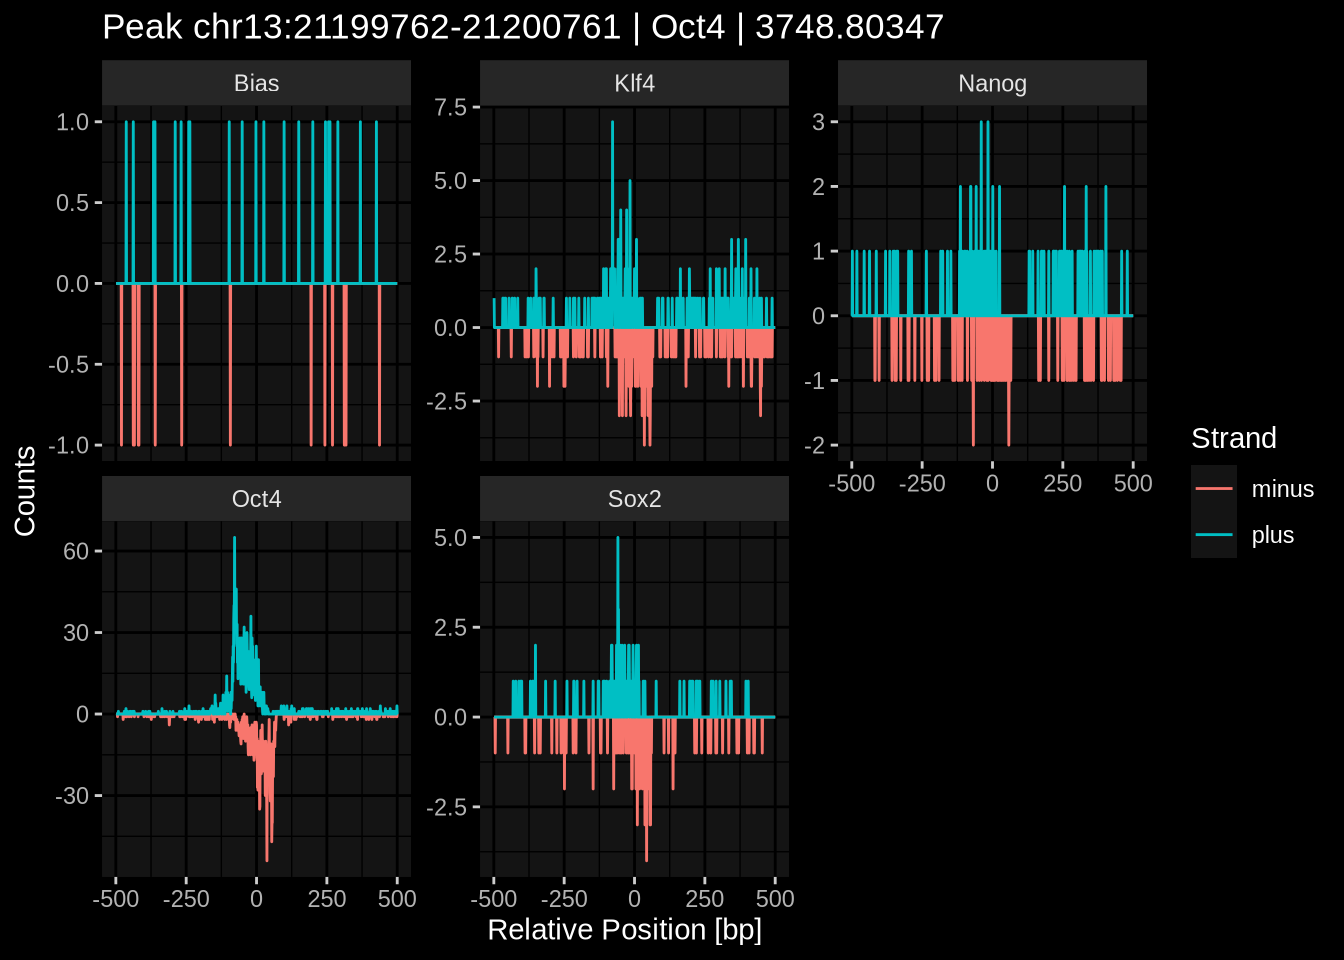 Peak chr13:21199762-21200761 | Oct4 | 3748.80347
Bias
Klf4
Nanog
1.0
0.5
0.0
-0.5
-1.0
7.5
5.0
2.5
0.0
-2.5
3
2
1
0
-1
-2
-500 -250 0 250 500
Oct4
Sox2
60
30
0
-30
5.0
2.5
0.0
-2.5
-500 -250 0 250 500
-500 -250 0 250 500
Relative Position [bp]
Counts
Strand
minus
plus